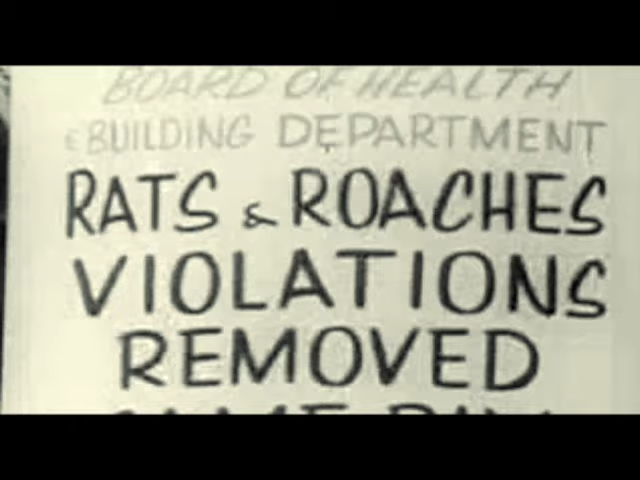 BOARD OF HEALTH
& BUILDING DEPARTMENT
RATS & ROACHES
VIOLATIONS
REMOVED